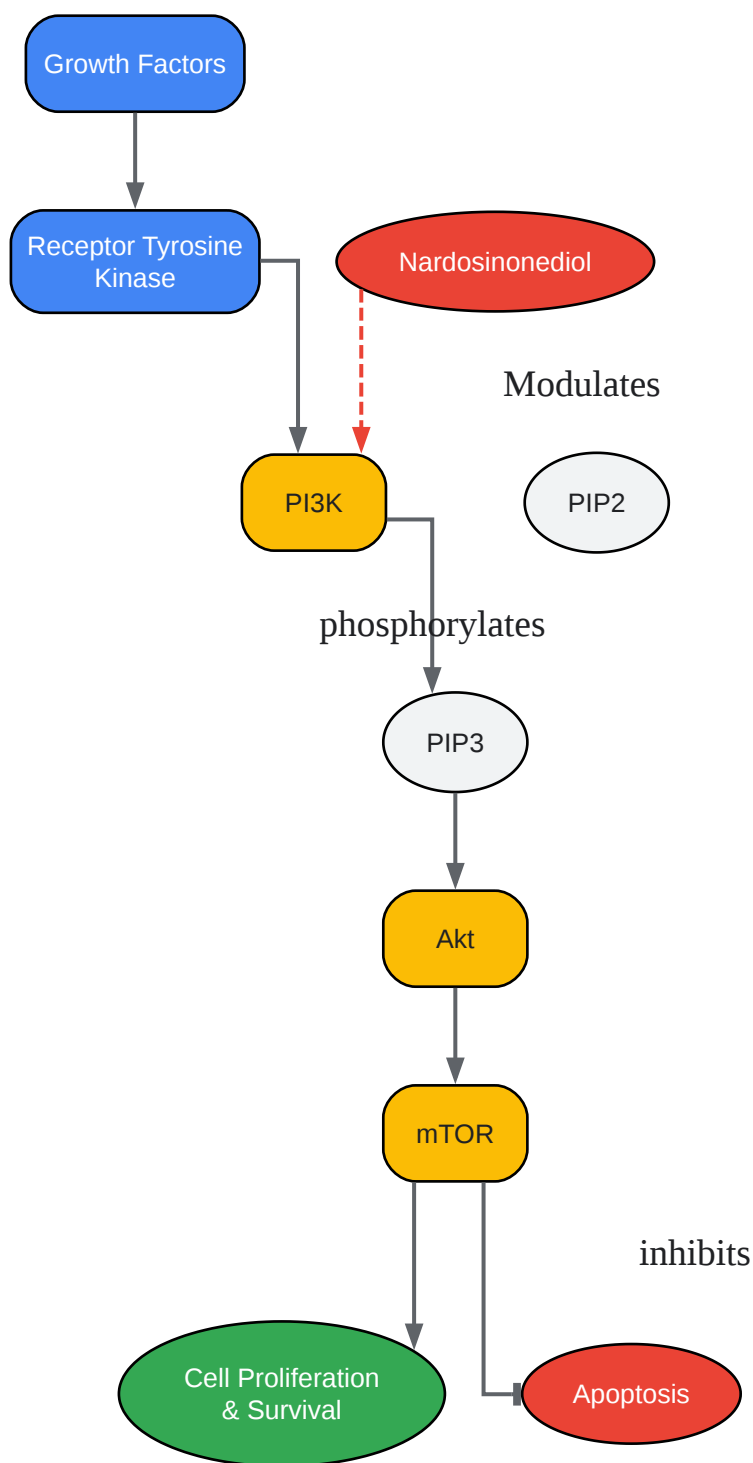 Growth Factors
Receptor Tyrosine
Kinase
Nardosinonediol
Modulates
PI3K
PIP2
phosphorylates
PIP3
Akt
mTOR
inhibits
Cell Proliferation
& Survival
Apoptosis